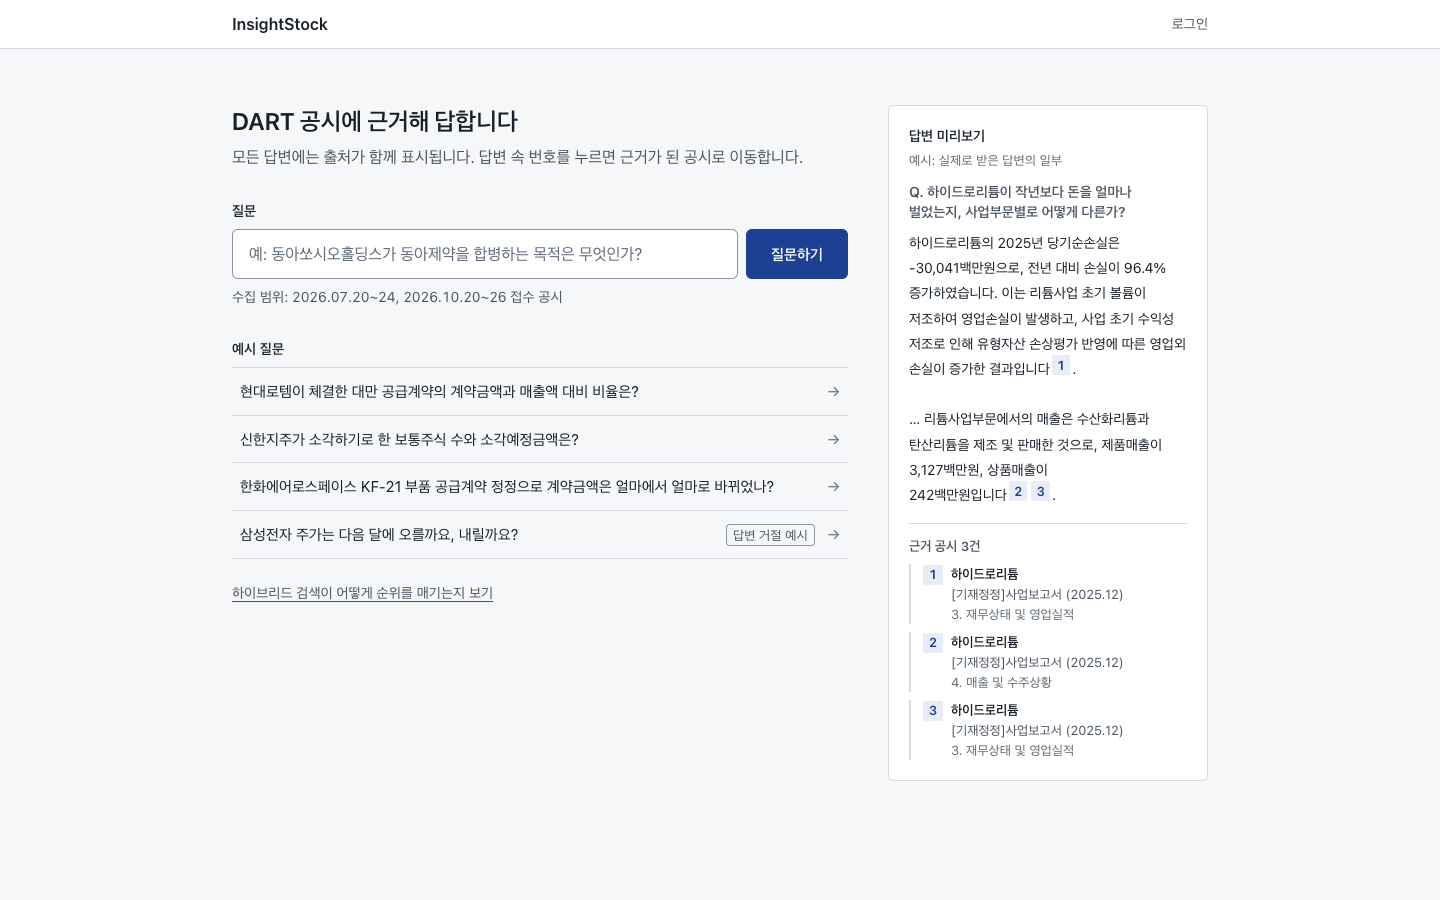 InsightStock
로그인
DART 공시에 근거해 답합니다
모든 답변에는 출처가 함께 표시됩니다. 답변 속 번호를 누르면 근거가 된 공시로 이동합니다.
질문
예: 동아쏘시오홀딩스가 동아제약을 합병하는 목적은 무엇인가?
질문하기
수집 범위: 2026.07.20~24, 2026.10.20~26 접수 공시
예시 질문
현대로템이 체결한 대만 공급계약의 계약금액과 매출액 대비 비율은?
→
신한지주가 소각하기로 한 보통주식 수와 소각예정금액은?
→
한화에어로스페이스 KF-21 부품 공급계약 정정으로 계약금액은 얼마에서 얼마로 바뀌었나?
→
삼성전자 주가는 다음 달에 오를까요, 내릴까요?
답변 거절 예시
→
하이브리드 검색이 어떻게 순위를 매기는지 보기
답변 미리보기
예시: 실제로 받은 답변의 일부
Q. 하이드로리튬이 작년보다 돈을 얼마나
벌었는지, 사업부문별로 어떻게 다른가?
하이드로리튬의 2025년 당기순손실은
-30,041백만원으로, 전년 대비 손실이 96.4%
증가하였습니다. 이는 리튬사업 초기 볼륨이
저조하여 영업손실이 발생하고, 사업 초기 수익성
저조로 인해 유형자산 손상평가 반영에 따른 영업외
손실이 증가한 결과입니다 1 .
... 리튬사업부문에서의 매출은 수산화리튬과
탄산리튬을 제조 및 판매한 것으로, 제품매출이
3,127백만원, 상품매출이
242백만원입니다 2 3 .
근거 공시 3건
1 하이드로리튬
[기재정정]사업보고서 (2025.12)
3. 재무상태 및 영업실적
2 하이드로리튬
[기재정정]사업보고서 (2025.12)
4. 매출 및 수주상황
3 하이드로리튬
[기재정정]사업보고서 (2025.12)
3. 재무상태 및 영업실적